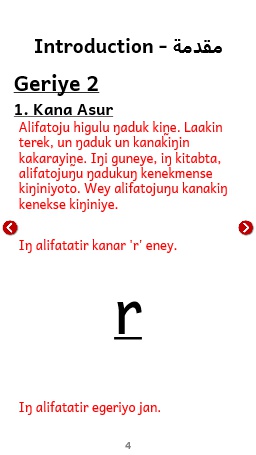 Introduction - مقدمة
Geriye 2
1. Kana Asur
Alifatoju higulu ŋaduk kiŋe. Laakin
terek, un ŋaduk un kanakiŋin
kakarayiŋe. Iŋi guneye, iŋ kitabta,
alifatojuŋu ŋadukuŋ kenekmense
kiŋiniyoto. Wey alifatojuŋu kanakiŋ
kenekse kiŋiniye.
Iŋ alifatatir kanar 'r' eney.
r
Iŋ alifatatir egeriyo jan.
4